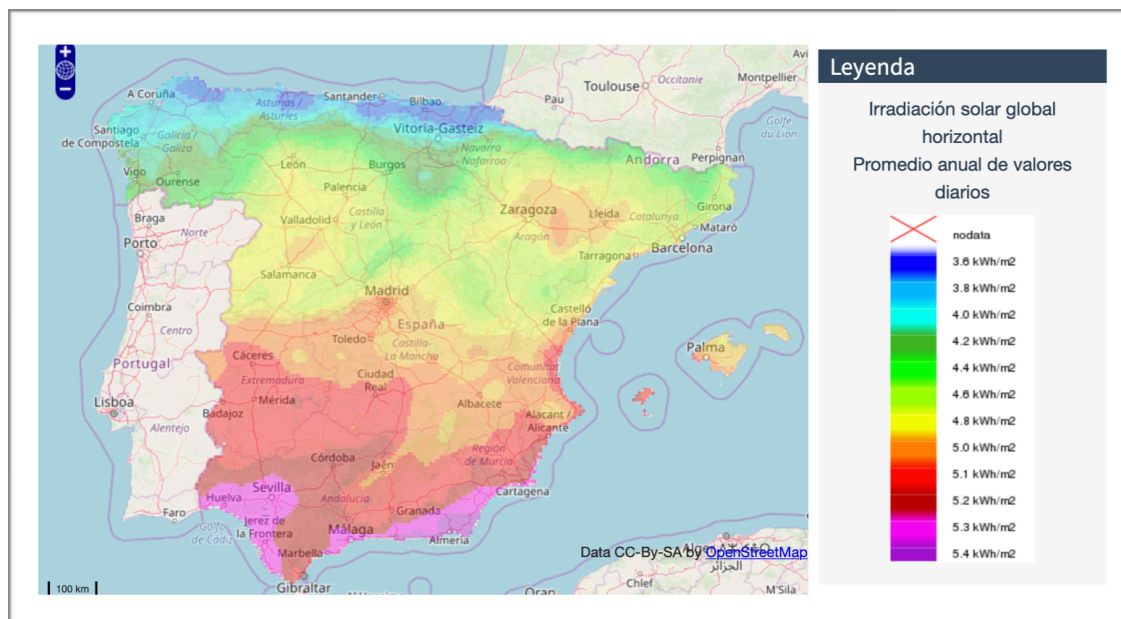 +
−
Avi
Toulouse
Occitanie
Montpellier
Pau
Golfe
du Lion
A Coruña
Asturias /
Asturies
Santander
Bilbao
Santiago
de Compostela
Galicia /
Galiza
Vitoria-Gasteiz
Navarra
Nafarroa
Andorra
Perpignan
León
Burgos
Vigo
Ourense
Palencia
Girona
Braga
Norte
Valladolid
Castilla
y León
Zaragoza
Lleida
Catalunya
Mataró
Porto
Aragón
Barcelona
Tarragona
Salamanca
Madrid
Coimbra
Centro
España
Castelló
de la Plana
Toledo
Castilla-
La Mancha
Palma
Portugal
Cáceres
Comunitat
Valenciana
Extremadura
Ciudad
Real
Lisboa
Mérida
Badajoz
Albacete
Alacant /
Alicante
Alentejo
Región
de Murcia
Córdoba
Jaén
Sevilla
Huelva
Andalucía
Cartagena
Faro
Golfo
de Cádiz
Jerez de
la Frontera
Granada
Málaga
Almería
Marbella
Gibraltar
Data CC-By-SA by OpenStreetMap
الجزائر
Chlef
Oran
M'Sila
100 km
Leyenda
Irradiación solar global
horizontal
Promedio anual de valores
diarios
nodata
3.6 kWh/m2
3.8 kWh/m2
4.0 kWh/m2
4.2 kWh/m2
4.4 kWh/m2
4.6 kWh/m2
4.8 kWh/m2
5.0 kWh/m2
5.1 kWh/m2
5.2 kWh/m2
5.3 kWh/m2
5.4 kWh/m2